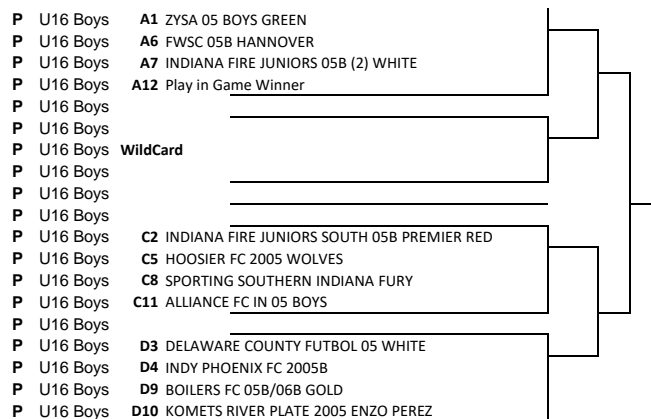 P U16 Boys A1 ZYSA 05 BOYS GREEN
P U16 Boys A6 FWSC 05B HANNOVER
P U16 Boys A7 INDIANA FIRE JUNIORS 05B (2) WHITE
P U16 Boys A12 Play in Game Winner
P U16 Boys
P U16 Boys
P U16 Boys WildCard
P U16 Boys
P U16 Boys
P U16 Boys
P U16 Boys C2 INDIANA FIRE JUNIORS SOUTH 05B PREMIER RED
P U16 Boys C5 HOOSIER FC 2005 WOLVES
P U16 Boys C8 SPORTING SOUTHERN INDIANA FURY
P U16 Boys C11 ALLIANCE FC IN 05 BOYS
P U16 Boys
P U16 Boys D3 DELAWARE COUNTY FUTBOL 05 WHITE
P U16 Boys D4 INDY PHOENIX FC 2005B
P U16 Boys D9 BOILERS FC 05B/06B GOLD
P U16 Boys D10 KOMETS RIVER PLATE 2005 ENZO PEREZ